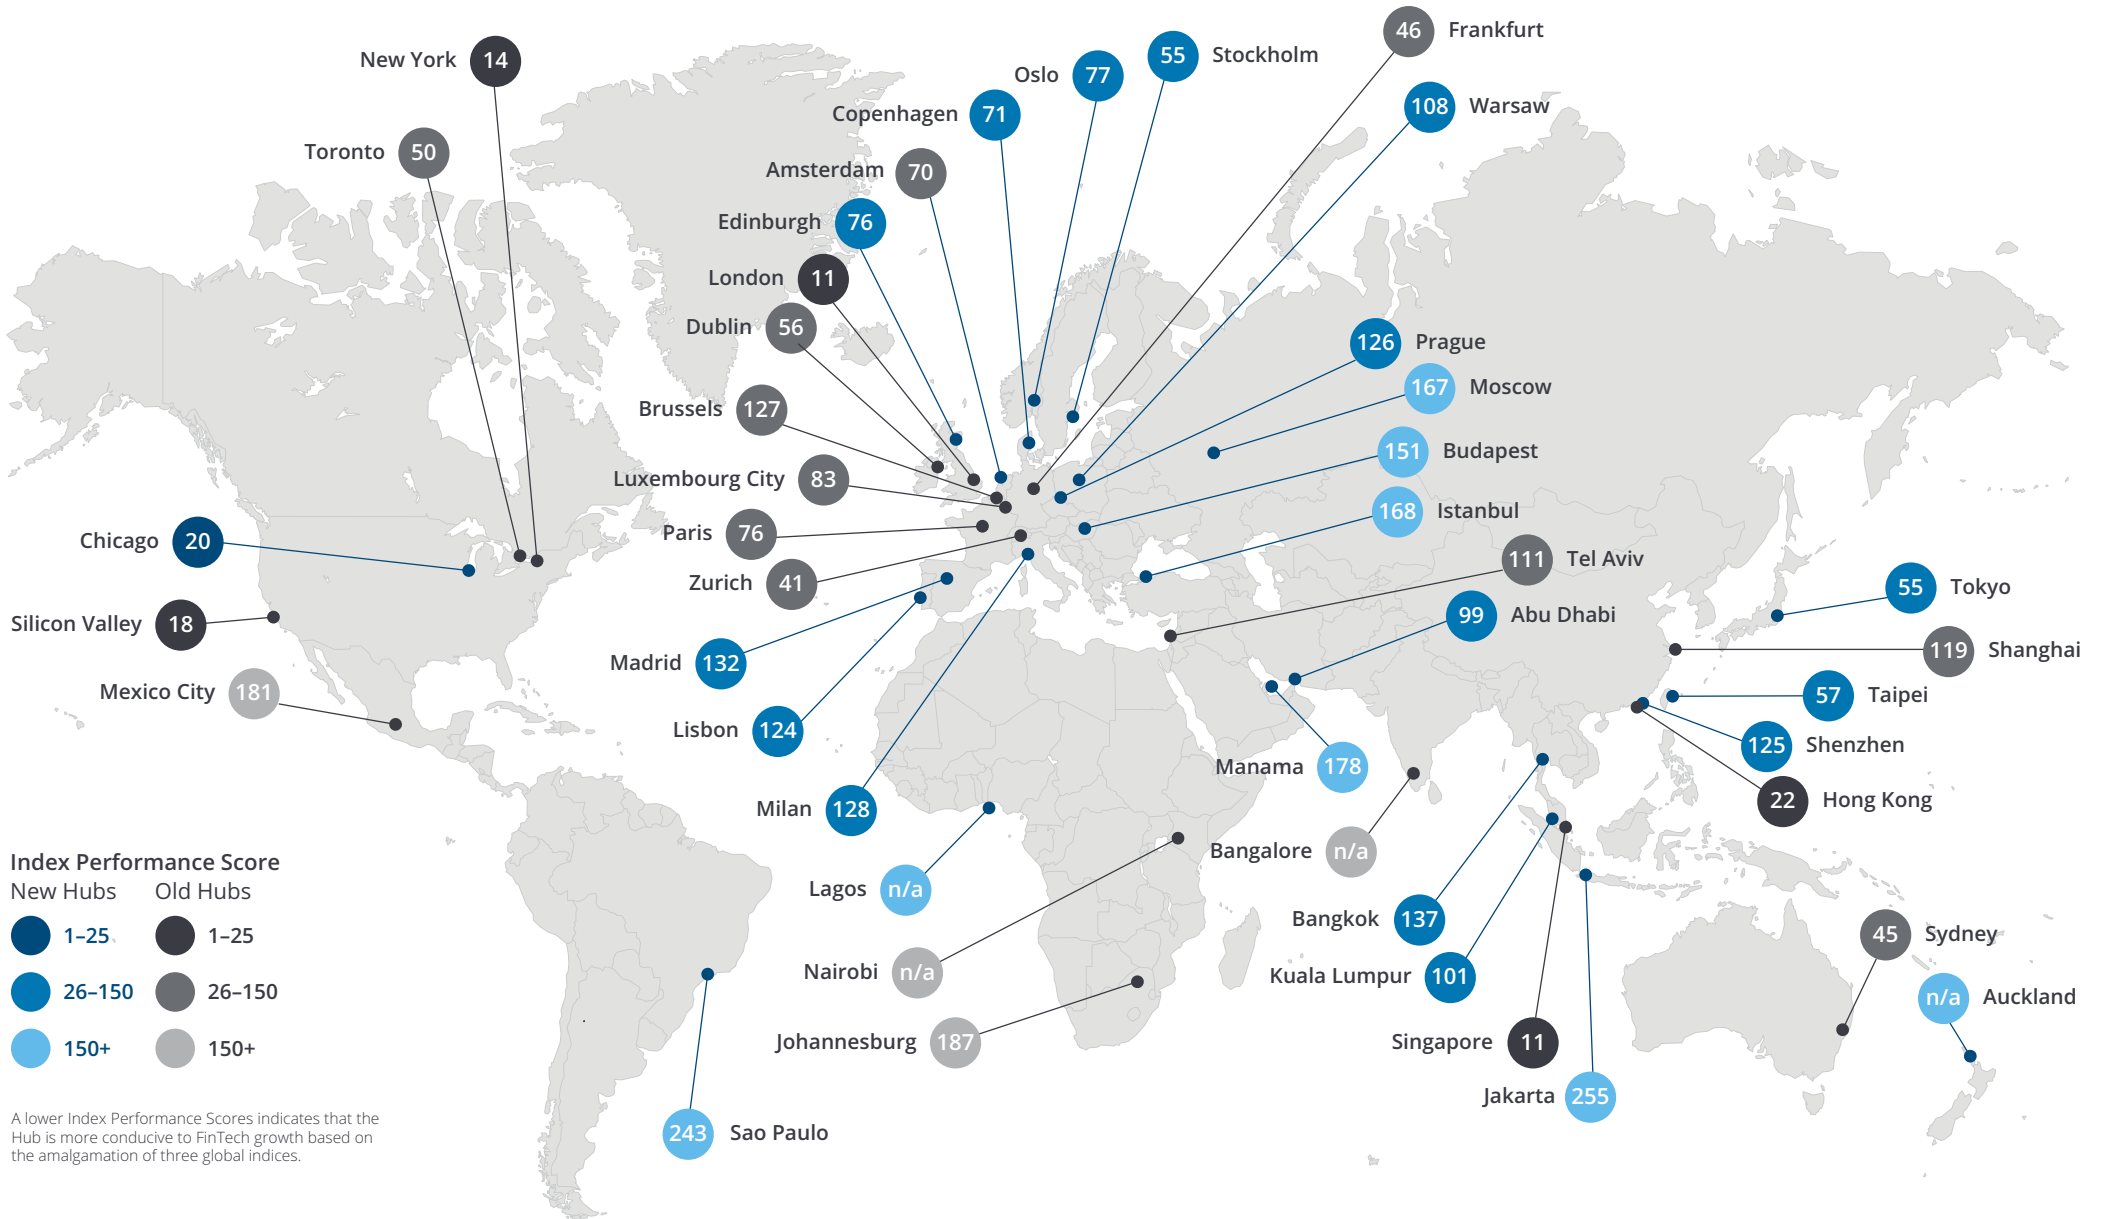 New York 14
Toronto 50
Chicago 20
Silicon Valley 18
Mexico City 181
Copenhagen 71
Oslo 77
55 Stockholm
46 Frankfurt
108 Warsaw
Amsterdam 70
Edinburgh 76
London 11
Dublin 56
Brussels 127
Luxembourg City 83
Paris 76
Zurich 41
Madrid 132
Lisbon 124
Milan 128
Lagos n/a
Nairobi n/a
Johannesburg 187
243 Sao Paulo
126 Prague
167 Moscow
151 Budapest
168 Istanbul
111 Tel Aviv
99 Abu Dhabi
Manama 178
Bangalore n/a
Bangkok 137
Kuala Lumpur 101
Singapore 11
Jakarta 255
55 Tokyo
119 Shanghai
57 Taipei
125 Shenzhen
22 Hong Kong
45 Sydney
n/a Auckland
Index Performance Score
New Hubs Old Hubs
1–25 1–25
26–150 26–150
150+ 150+
A lower Index Performance Scores indicates that the
Hub is more conducive to FinTech growth based on
the amalgamation of three global indices.